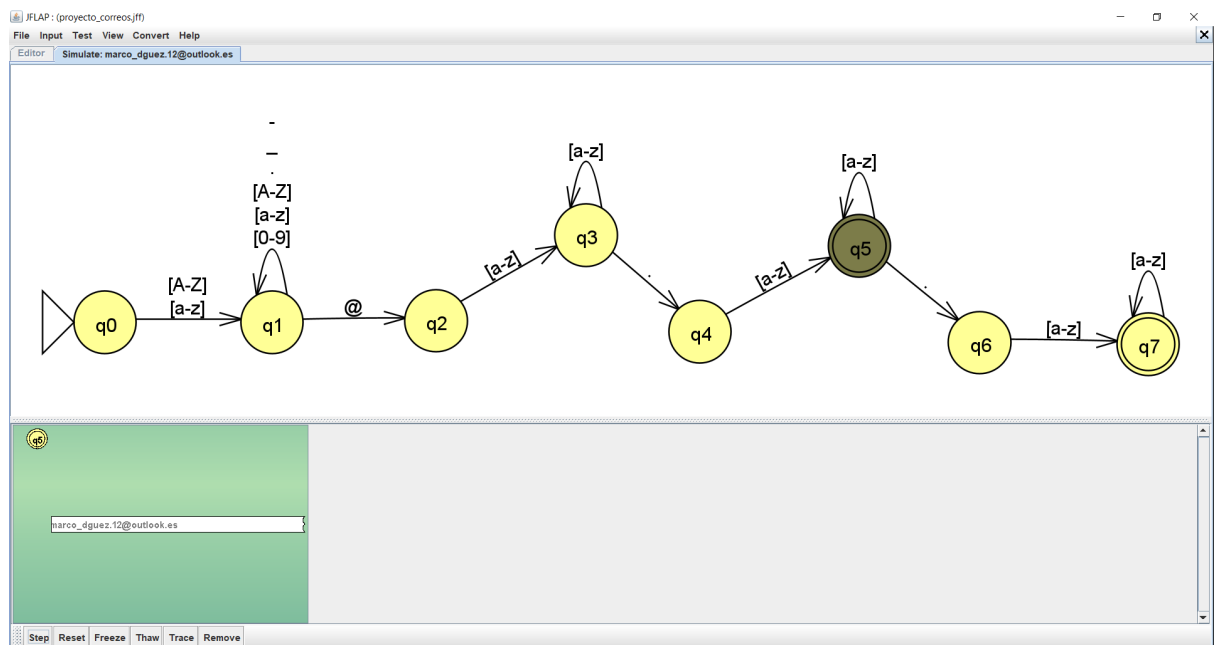 JFLAP : (proyecto_correos.jff)
File Input Test View Convert Help
Editor Simulate: marco_dguez.12@outlook.es
-
_
.
[A-Z]
[a-z]
[0-9]
[A-Z]
[a-z]
@
[a-z]
[a-z]
.
[a-z]
[a-z]
.
[a-z]
[a-z]
q0
q1
q2
q3
q4
q5
q6
q7
q5
marco_dguez.12@outlook.es
Step Reset Freeze Thaw Trace Remove